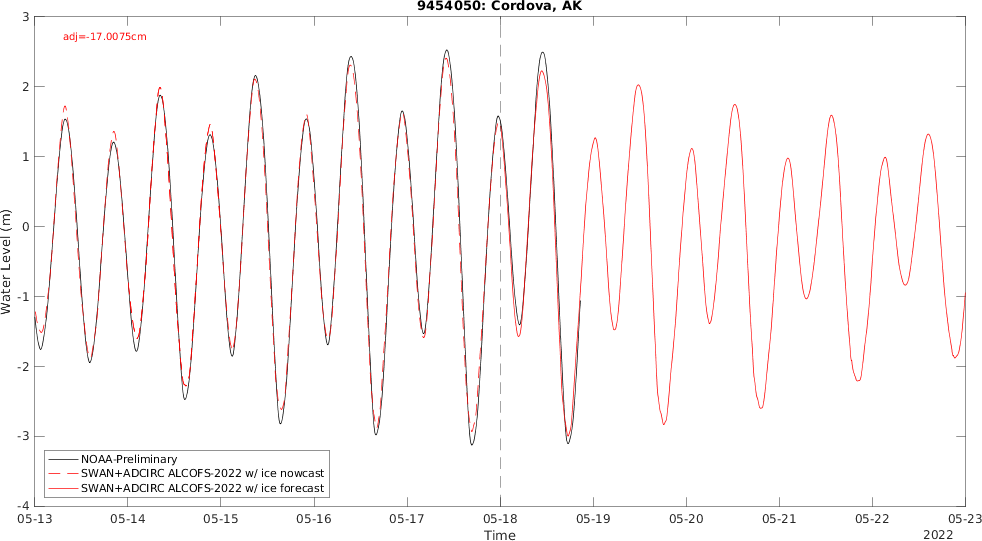 9454050: Cordova, AK
adj=-17.0075cm
3
2
1
0
-1
-2
-3
-4
Water Level (m)
NOAA-Preliminary
SWAN+ADCIRC ALCOFS-2022 w/ ice nowcast
SWAN+ADCIRC ALCOFS-2022 w/ ice forecast
05-13 05-14 05-15 05-16 05-17 05-18 05-19 05-20 05-21 05-22 05-23
Time
2022